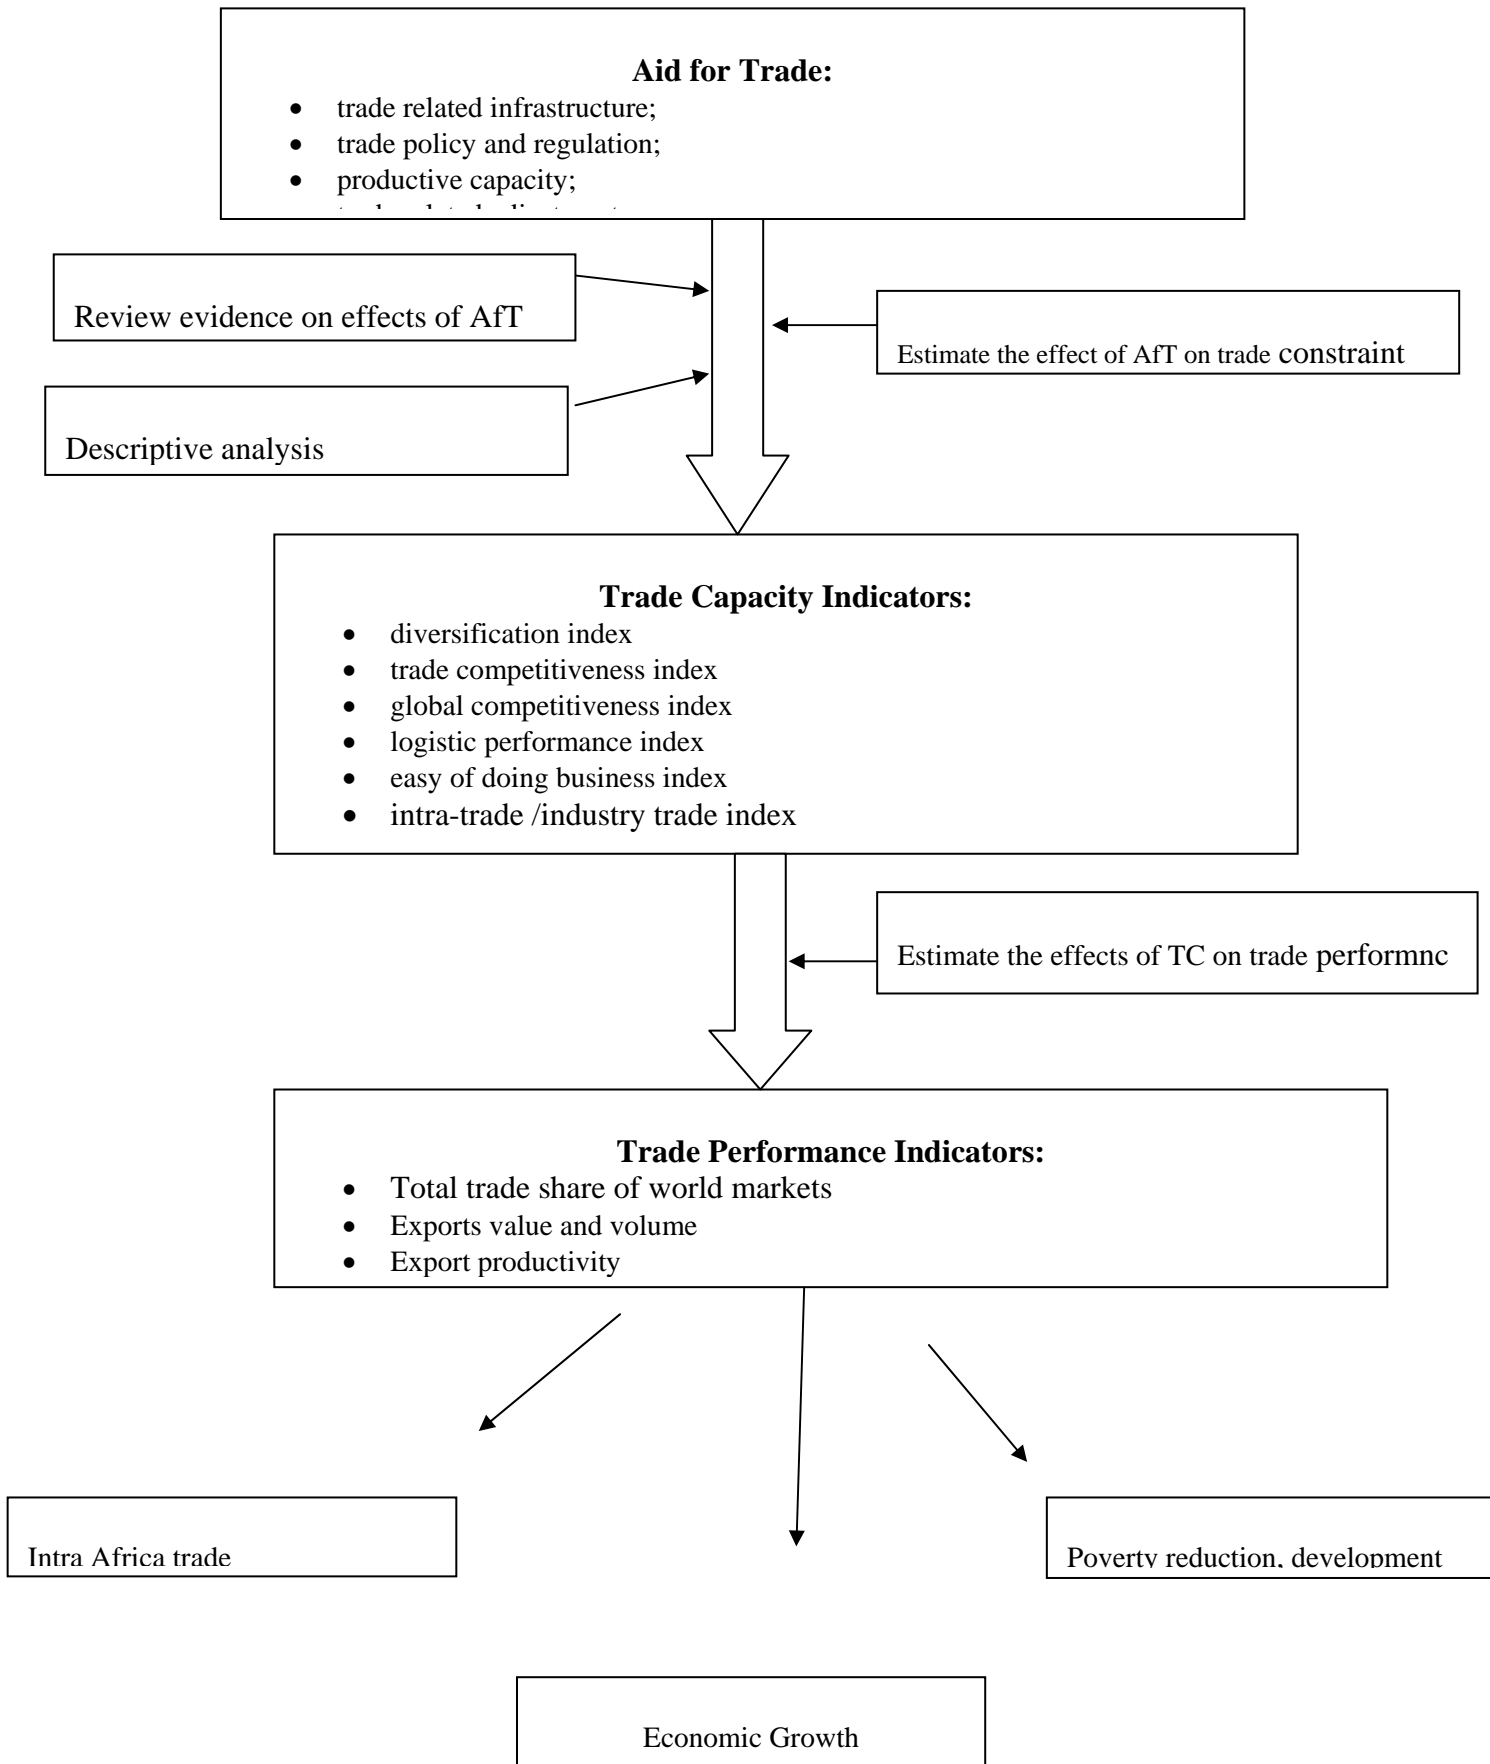 Aid for Trade:
• trade related infrastructure;
• trade policy and regulation;
• productive capacity;
Review evidence on effects of AfT
Estimate the effect of AfT on trade constraint
Descriptive analysis
Trade Capacity Indicators:
• diversification index
• trade competitiveness index
• global competitiveness index
• logistic performance index
• easy of doing business index
• intra-trade /industry trade index
Estimate the effects of TC on trade performnc
Trade Performance Indicators:
• Total trade share of world markets
• Exports value and volume
• Export productivity
Intra Africa trade
Poverty reduction, development
Economic Growth